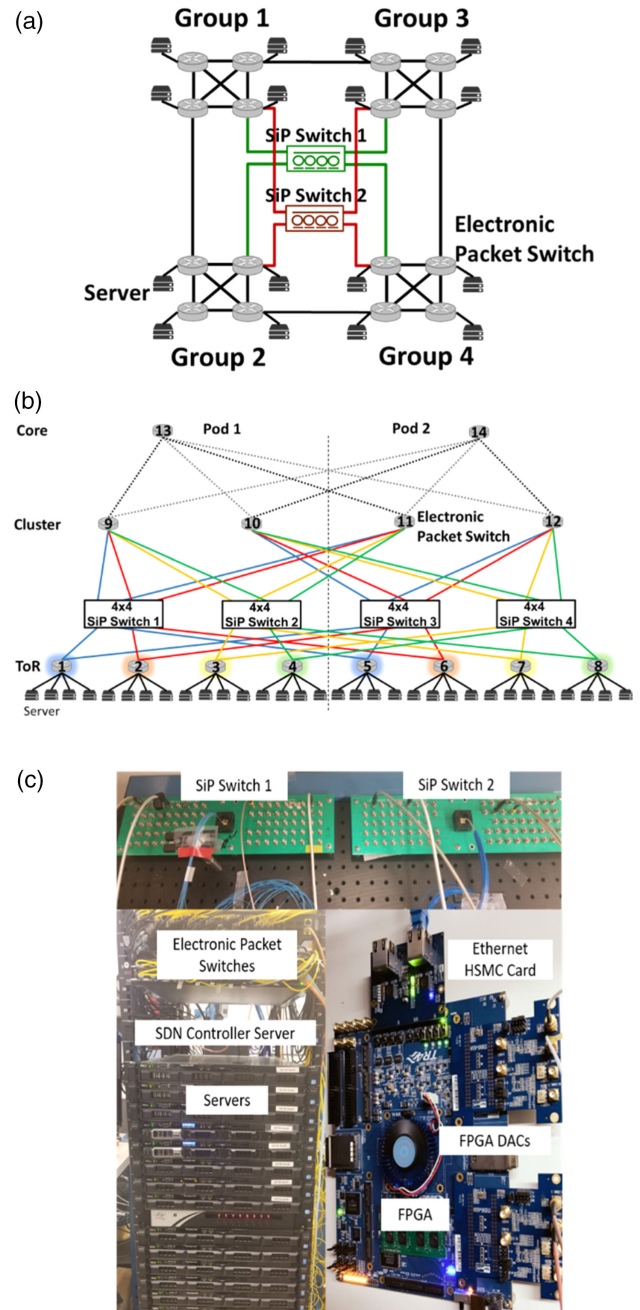 (a)
Group 1
Group 3
SiP Switch 1
SiP Switch 2
Electronic
Packet Switch
Server
Group 2
Group 4
(b)
Core
13
Pod 1
Pod 2
14
Cluster
9
10
11
Electronic
Packet Switch
12
4x4
SiP Switch 1
4x4
SiP Switch 2
4x4
SiP Switch 3
4x4
SiP Switch 4
ToR
1
2
3
4
5
6
7
8
Server
(c)
SiP Switch 1
SiP Switch 2
Electronic Packet
Switches
Ethernet
HSMC Card
SDN Controller Server
Servers
TR4
FPGA DACs
FPGA